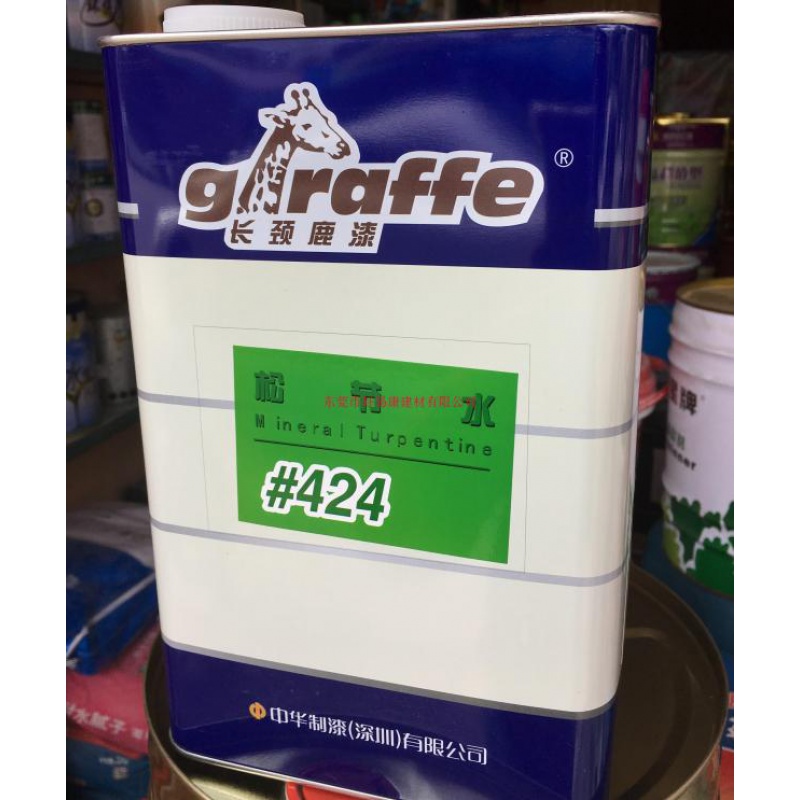 giraffe®
长颈鹿漆
松节水
Mineral Turpentine
#424
中华制漆(深圳)有限公司